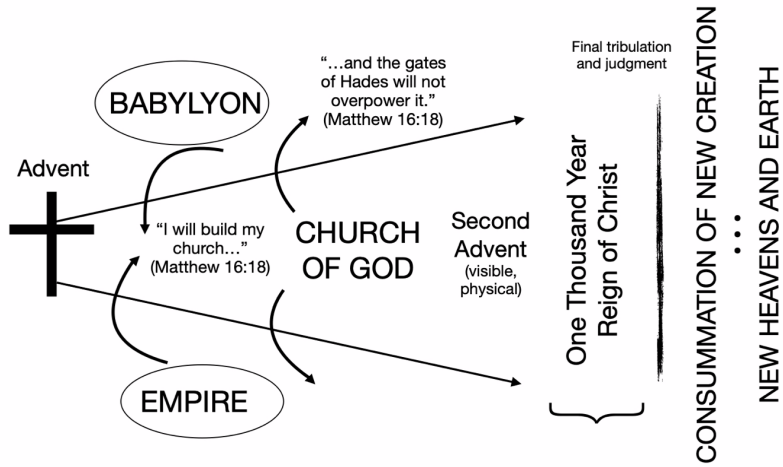 Advent
BABYLYON
"I will build my
church…"
(Matthew 16:18)
EMPIRE
"…and the gates
of Hades will not
overpower it."
(Matthew 16:18)
CHURCH
OF GOD
Second
Advent
(visible,
physical)
One Thousand Year
Reign of Christ
Final tribulation
and judgment
CONSUMMATION OF NEW CREATION
…
NEW HEAVENS AND EARTH